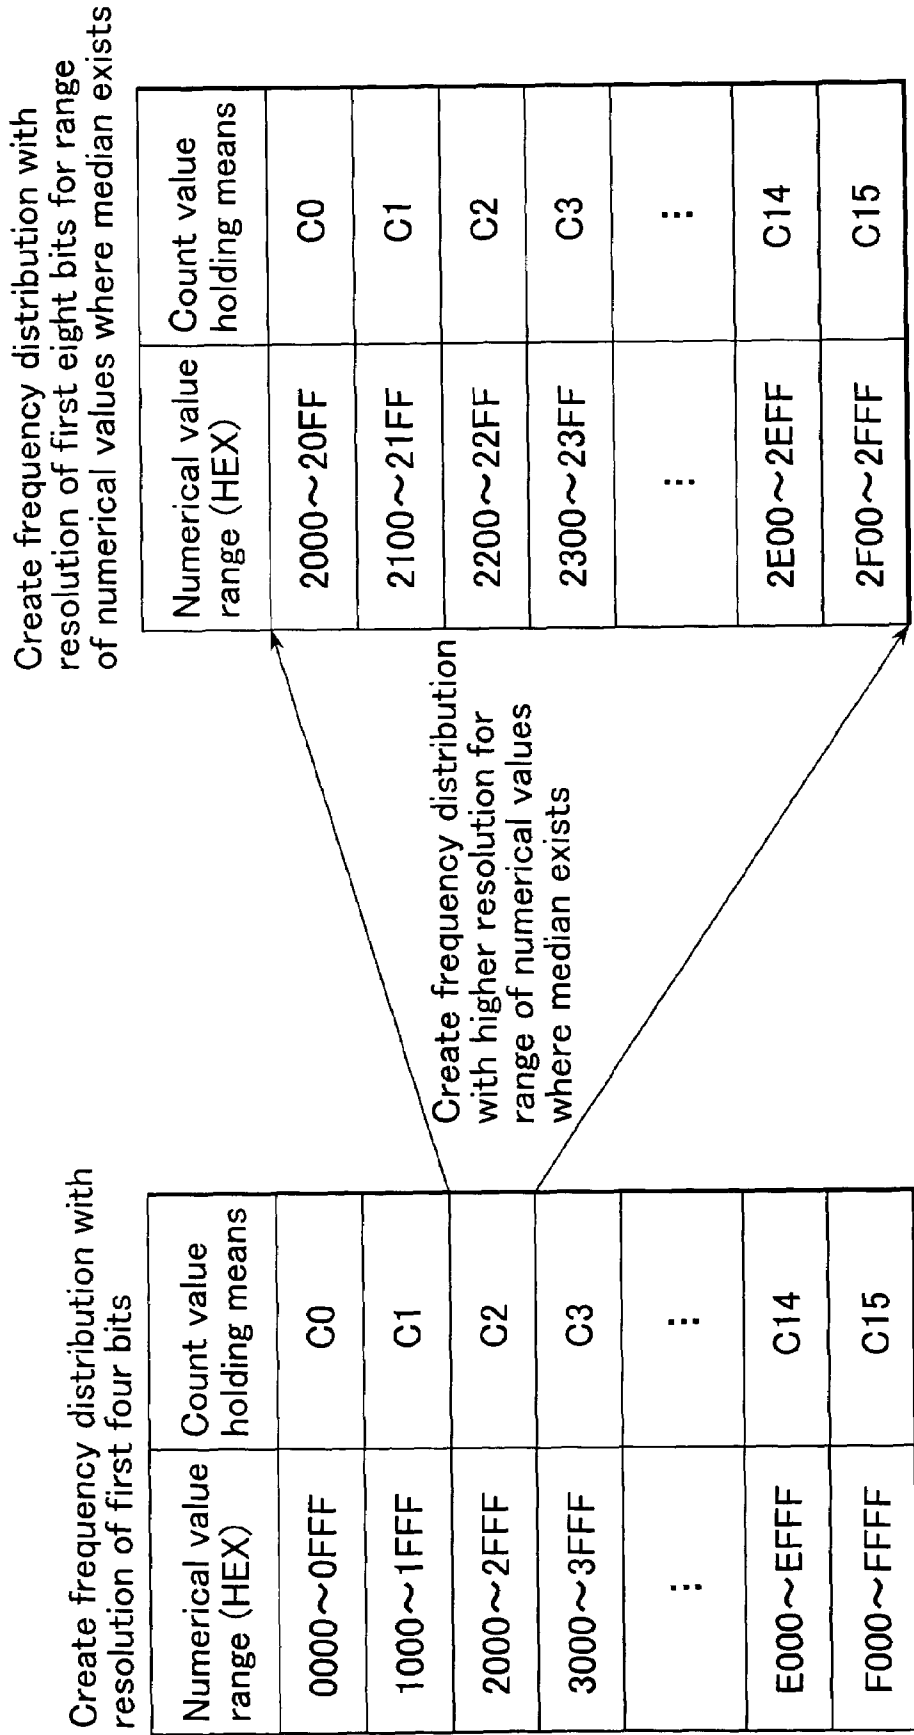 Create frequency distribution with
resolution of first four bits
Numerical value
range (HEX)
Count value
holding means
0000~0FFF
C0
1000~1FFF
C1
2000~2FFF
C2
3000~3FFF
C3
⋮
⋮
E000~EFFF
C14
F000~FFFF
C15
Create frequency distribution
with higher resolution for
range of numerical values
where median exists
Create frequency distribution with
resolution of first eight bits for range
of numerical values where median exists
Numerical value
range (HEX)
Count value
holding means
2000~20FF
C0
2100~21FF
C1
2200~22FF
C2
2300~23FF
C3
⋮
⋮
2E00~2EFF
C14
2F00~2FFF
C15